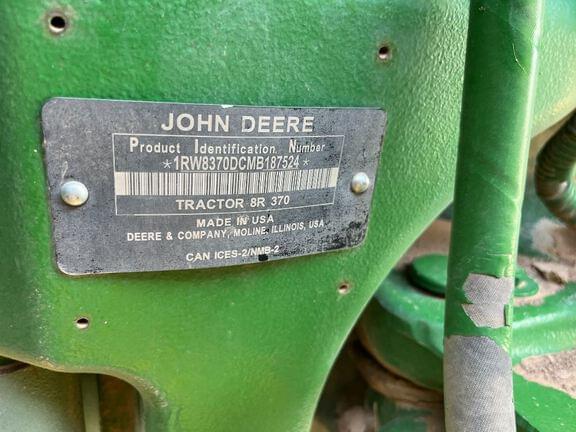 JOHN DEERE
Product Identification Number
*1RW8370DCMB187524*
TRACTOR 8R 370
MADE IN USA
DEERE & COMPANY, MOLINE, ILLINOIS, USA
CAN ICES-2/NMB-2